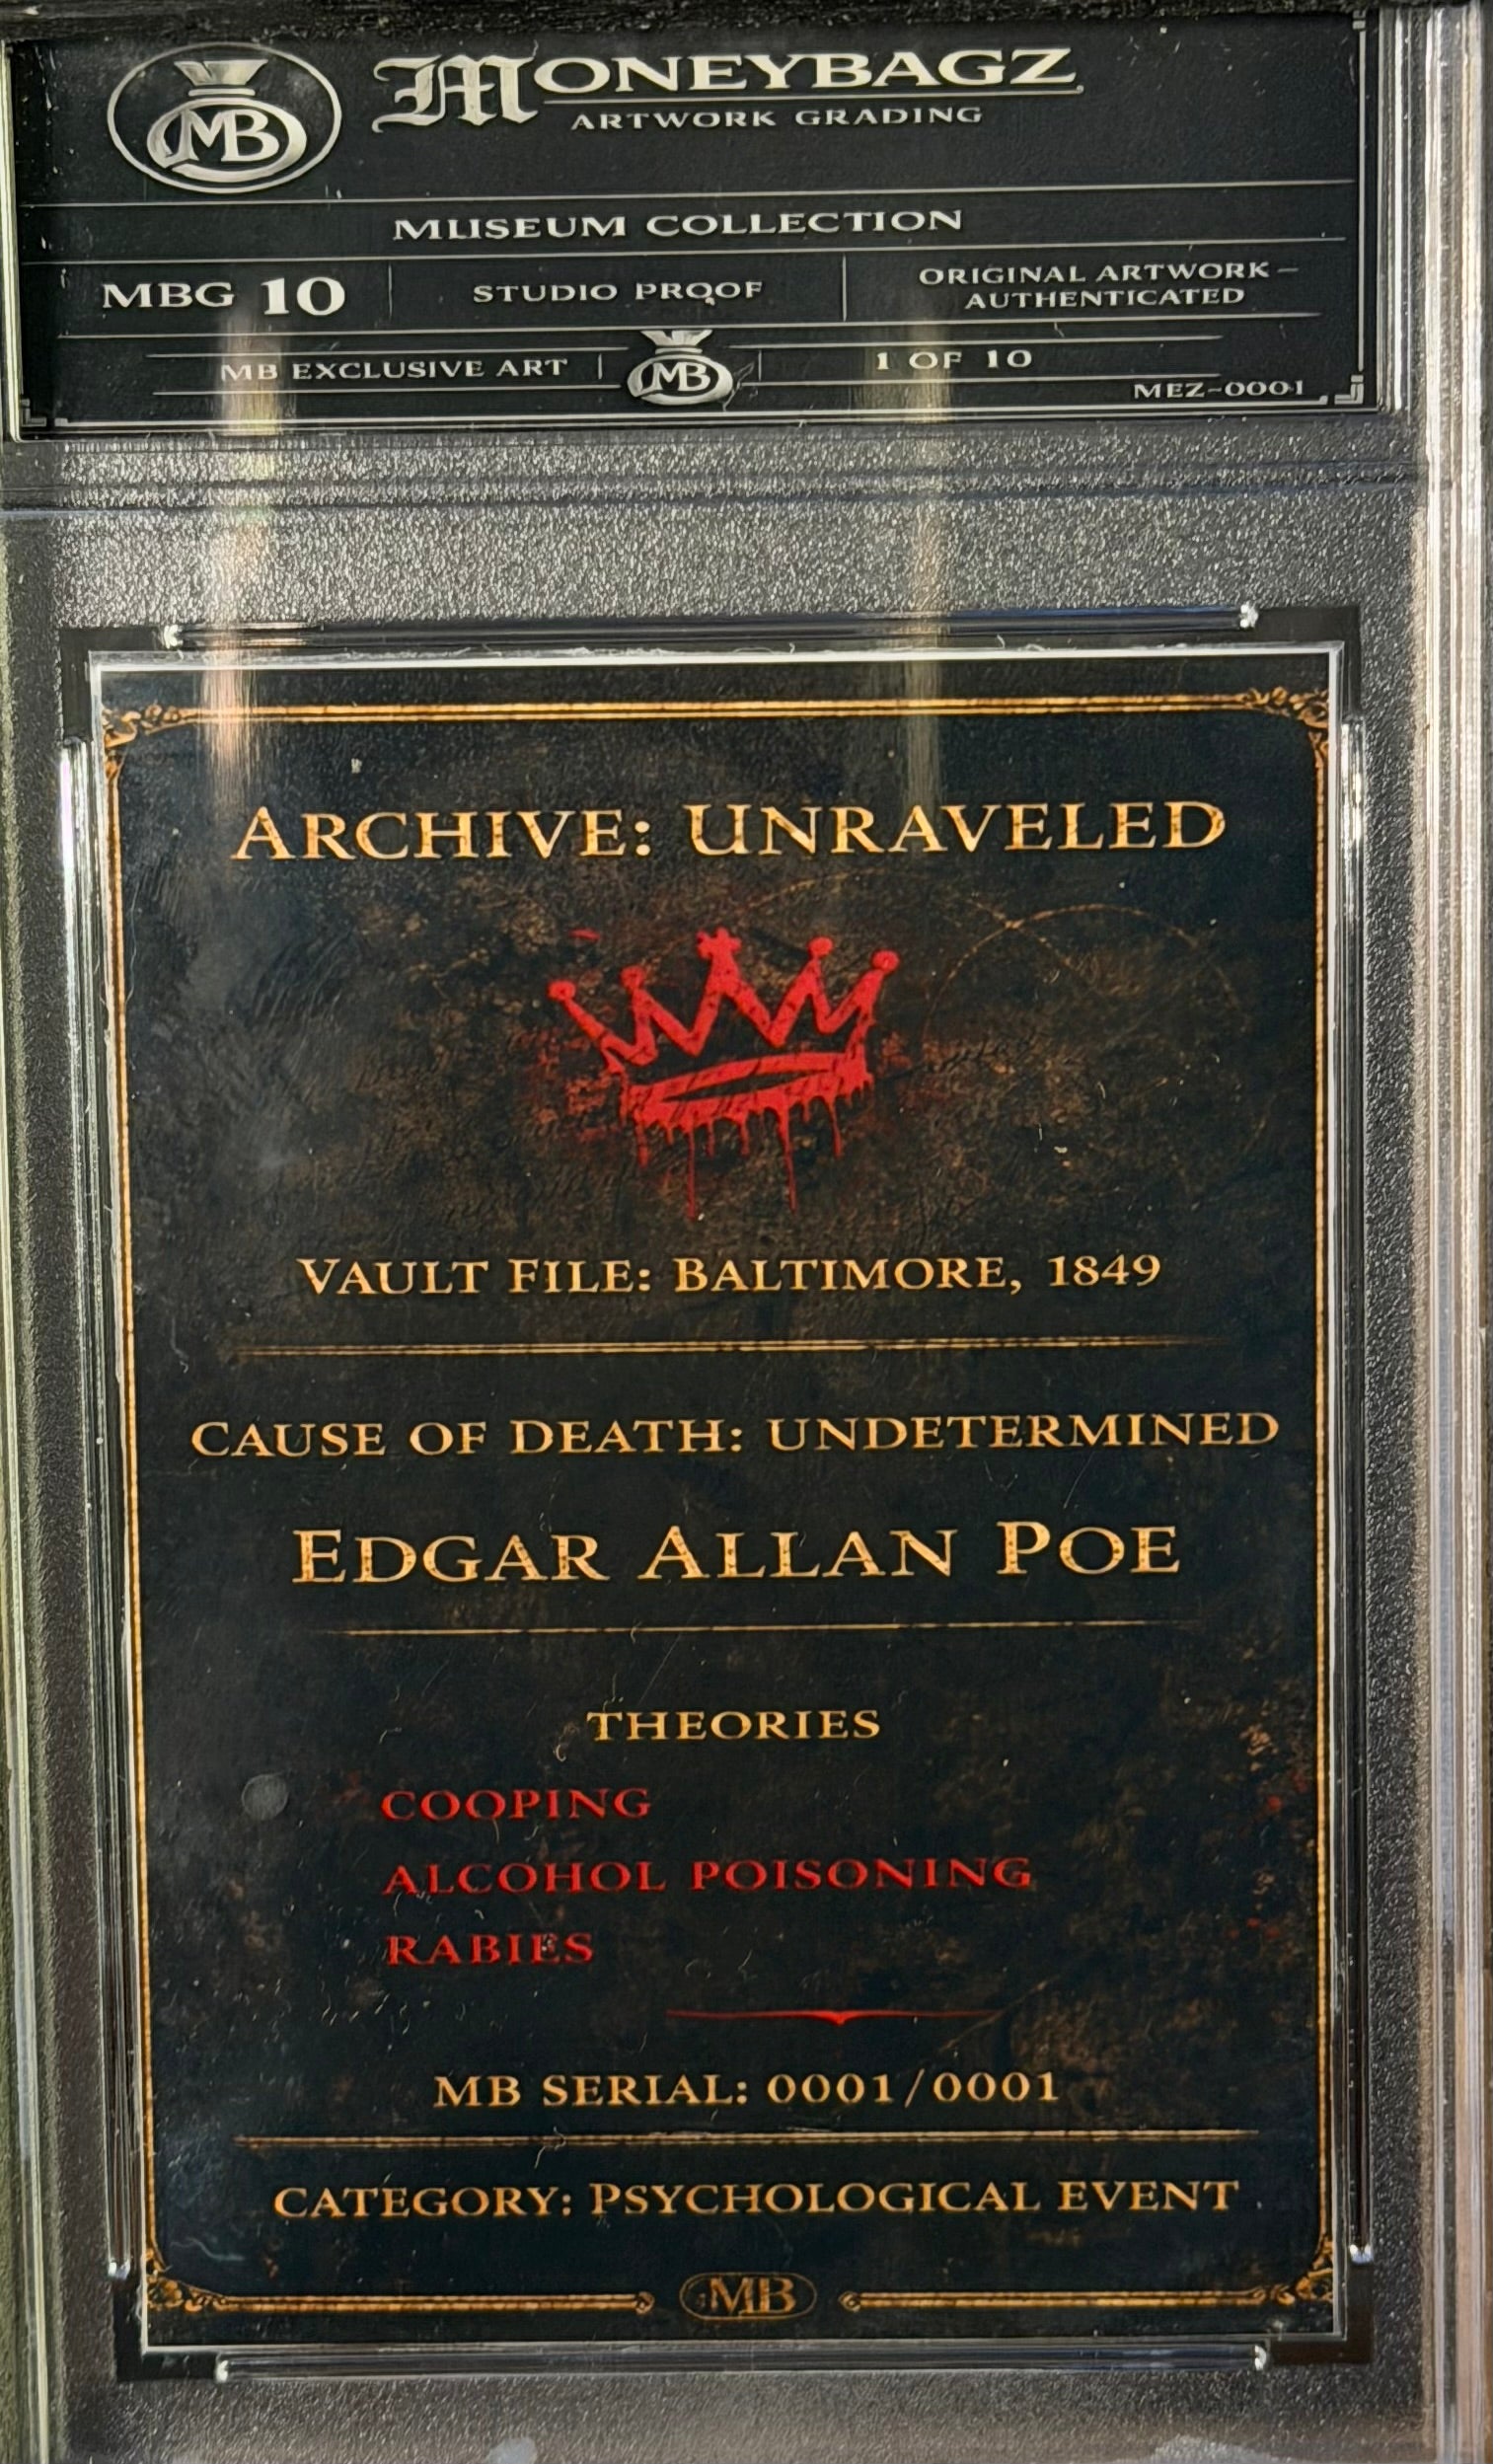 MB
MONEYBAGZ
ARTWORK GRADING
MUSEUM COLLECTION
MBG 10
STUDIO PROOF
ORIGINAL ARTWORK –
AUTHENTICATED
MB EXCLUSIVE ART
MB
1 OF 10
MEZ-0001
ARCHIVE: UNRAVELED
VAULT FILE: BALTIMORE, 1849
CAUSE OF DEATH: UNDETERMINED
EDGAR ALLAN POE
THEORIES
COOPING
ALCOHOL POISONING
RABIES
MB SERIAL: 0001/0001
CATEGORY: PSYCHOLOGICAL EVENT
MB